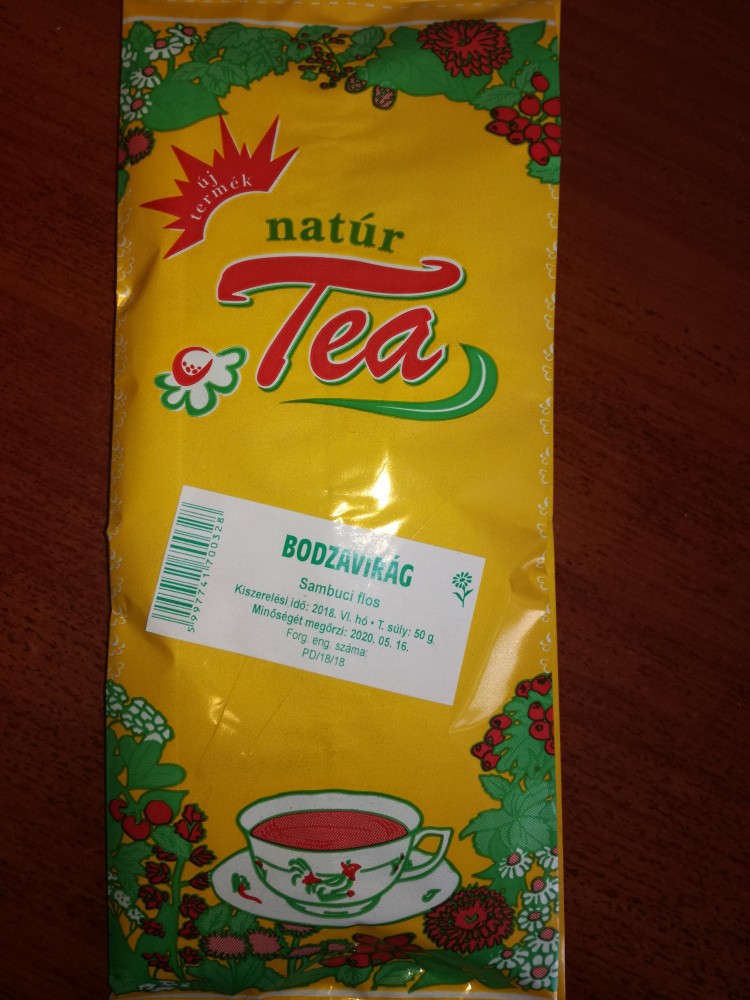 új
termék
natúr
Tea
BODZAVIRÁG
Sambuci flos
Kiszerelési idő: 2018. VI. hó • T. súly: 50 g
Minőségét megőrzi: 2020. 05. 16.
Forg. eng. száma:
PD/18/18
5997741700328